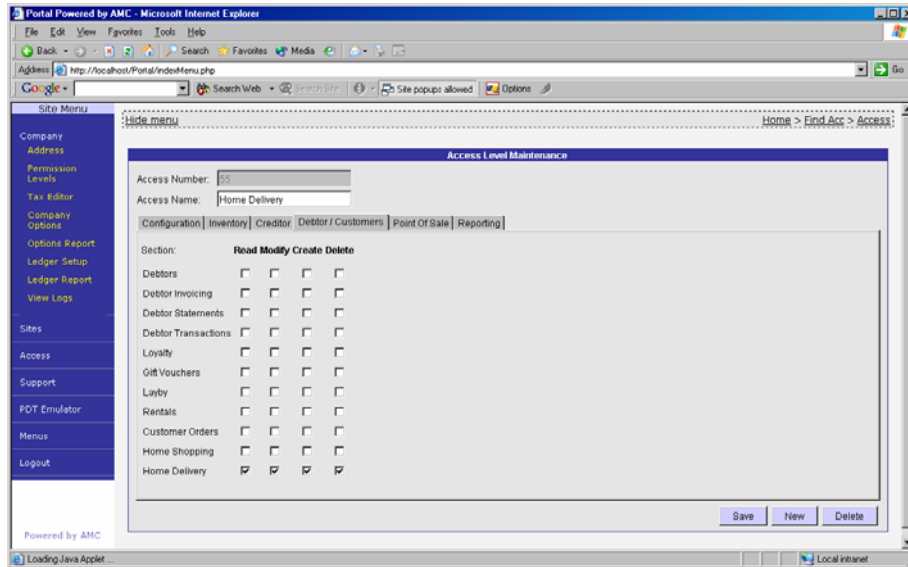 Portal Powered by AMC - Microsoft Internet Explorer
File Edit View Favorites Tools Help
Back Search Favorites Media
Address http://localhost/Portal/indexMenu.php Go
Google Search Web Search Site Site popups allowed Options
Site Menu
Hide menu Home > Find Acc > Access
Company
Address
Permission
Levels
Tax Editor
Company
Options
Options Report
Ledger Setup
Ledger Report
View Logs
Sites
Access
Support
PDT Emulator
Menus
Logout
Powered by AMC
Access Level Maintenance
Access Number: 55
Access Name: Home Delivery
Configuration Inventory Creditor Debtor / Customers Point Of Sale Reporting
Section: Read Modify Create Delete
Debtors
Debtor Invoicing
Debtor Statements
Debtor Transactions
Loyalty
Gift Vouchers
Layby
Rentals
Customer Orders
Home Shopping
Home Delivery
Save New Delete
Loading Java Applet ... Local intranet